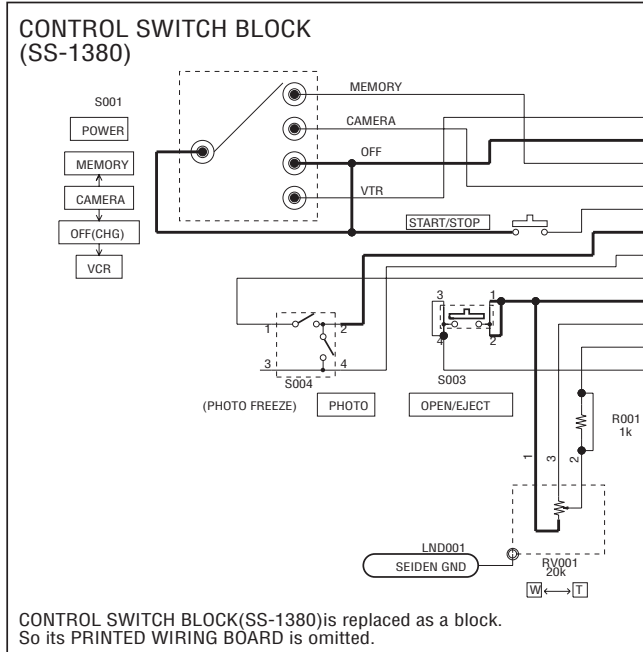 CONTROL SWITCH BLOCK
(SS-1380)
S001
POWER
MEMORY
CAMERA
OFF(CHG)
VCR
MEMORY
CAMERA
OFF
VTR
START/STOP
1
2
3
4
S004
(PHOTO FREEZE)
PHOTO
3
1
4
2
S003
OPEN/EJECT
R001
1k
1
3
2
LND001
SEIDEN GND
RV001
20k
W
T
CONTROL SWITCH BLOCK(SS-1380)is replaced as a block.
So its PRINTED WIRING BOARD is omitted.